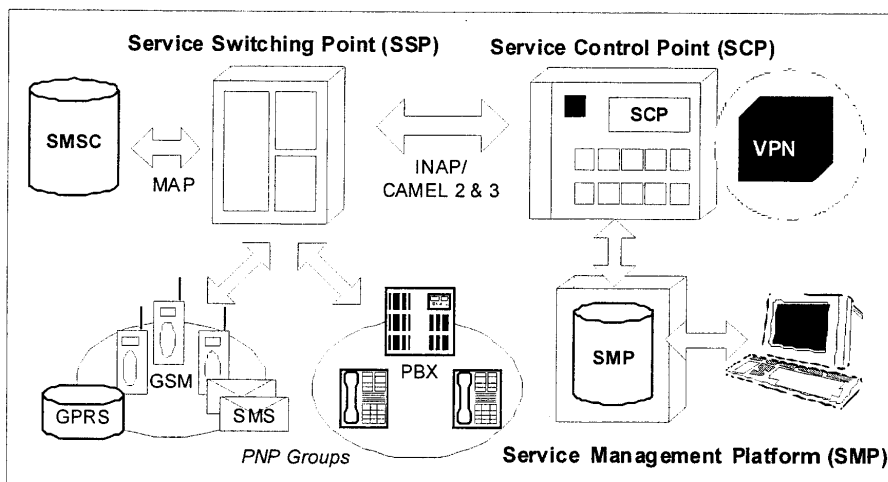 Service Switching Point (SSP)
Service Control Point (SCP)
SMSC
MAP
INAP/
CAMEL 2 & 3
SCP
VPN
GSM
GPRS
SMS
PBX
PNP Groups
SMP
Service Management Platform (SMP)